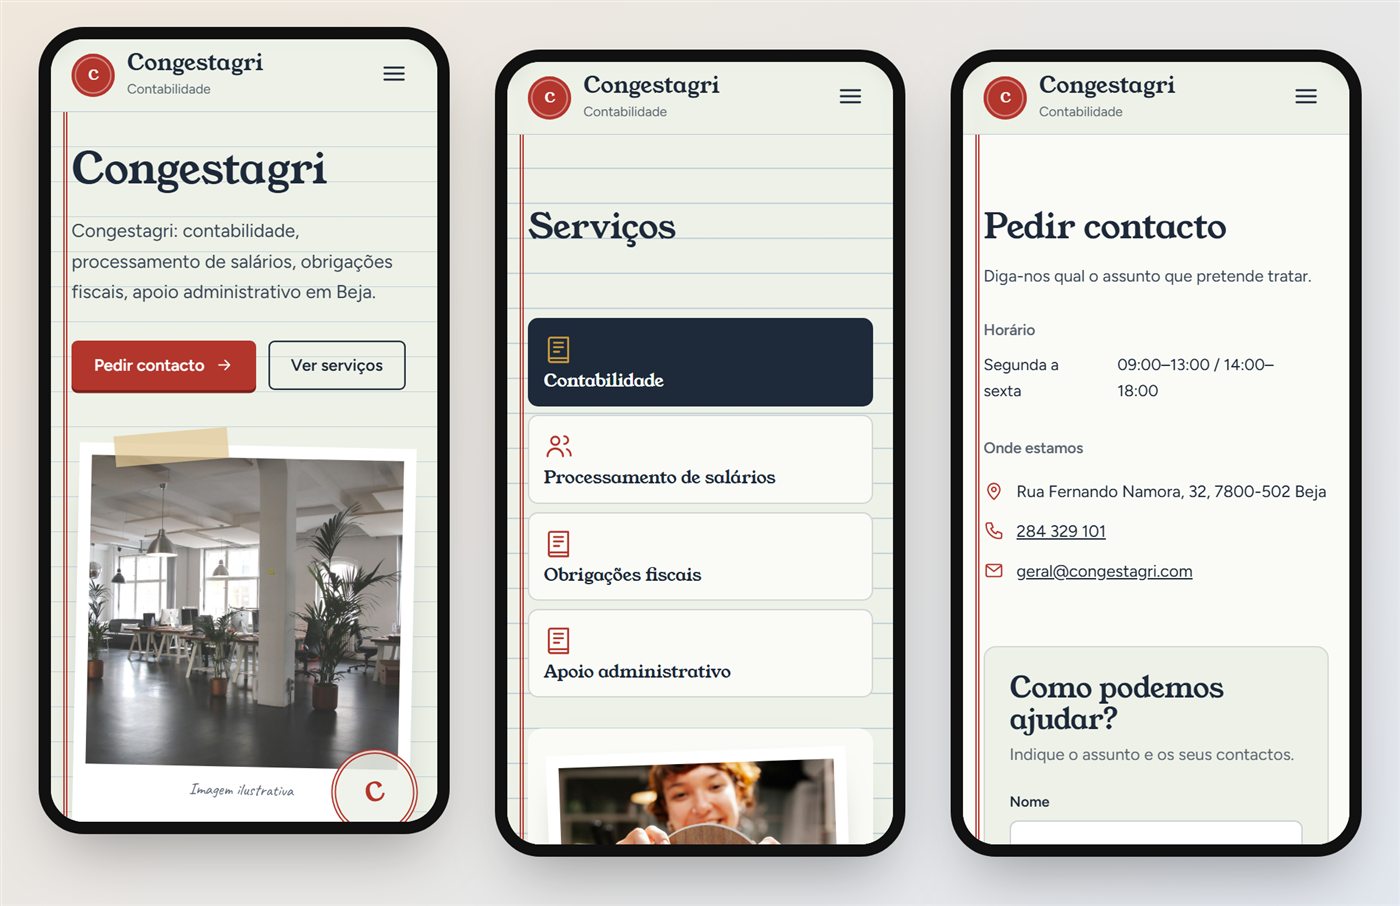 C
Congestagri
Contabilidade
Congestagri
Congestagri: contabilidade,
processamento de salários, obrigações
fiscais, apoio administrativo em Beja.
Pedir contacto →
Ver serviços
Imagem ilustrativa
C
C
Congestagri
Contabilidade
Serviços
Contabilidade
Processamento de salários
Obrigações fiscais
Apoio administrativo
C
Congestagri
Contabilidade
Pedir contacto
Diga-nos qual o assunto que pretende tratar.
Horário
Segunda a
sexta
09:00–13:00 / 14:00–
18:00
Onde estamos
Rua Fernando Namora, 32, 7800-502 Beja
284 329 101
geral@congestagri.com
Como podemos
ajudar?
Indique o assunto e os seus contactos.
Nome